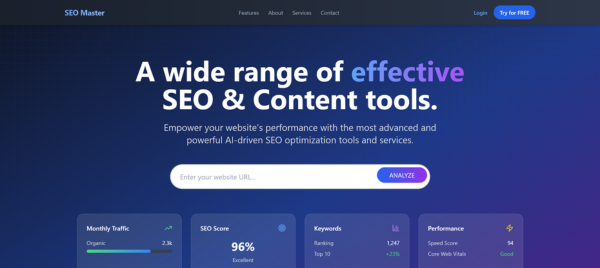 SEO Master
Features About Services Contact
Login Try for FREE
A wide range of effective
SEO & Content tools.
Empower your website's performance with the most advanced and
powerful AI-driven SEO optimization tools and services.
Enter your website URL...
ANALYZE
Monthly Traffic
Organic 2.3k
SEO Score
96%
Excellent
Keywords
Ranking 1,247
Top 10 +23%
Performance
Speed Score 94
Core Web Vitals Good